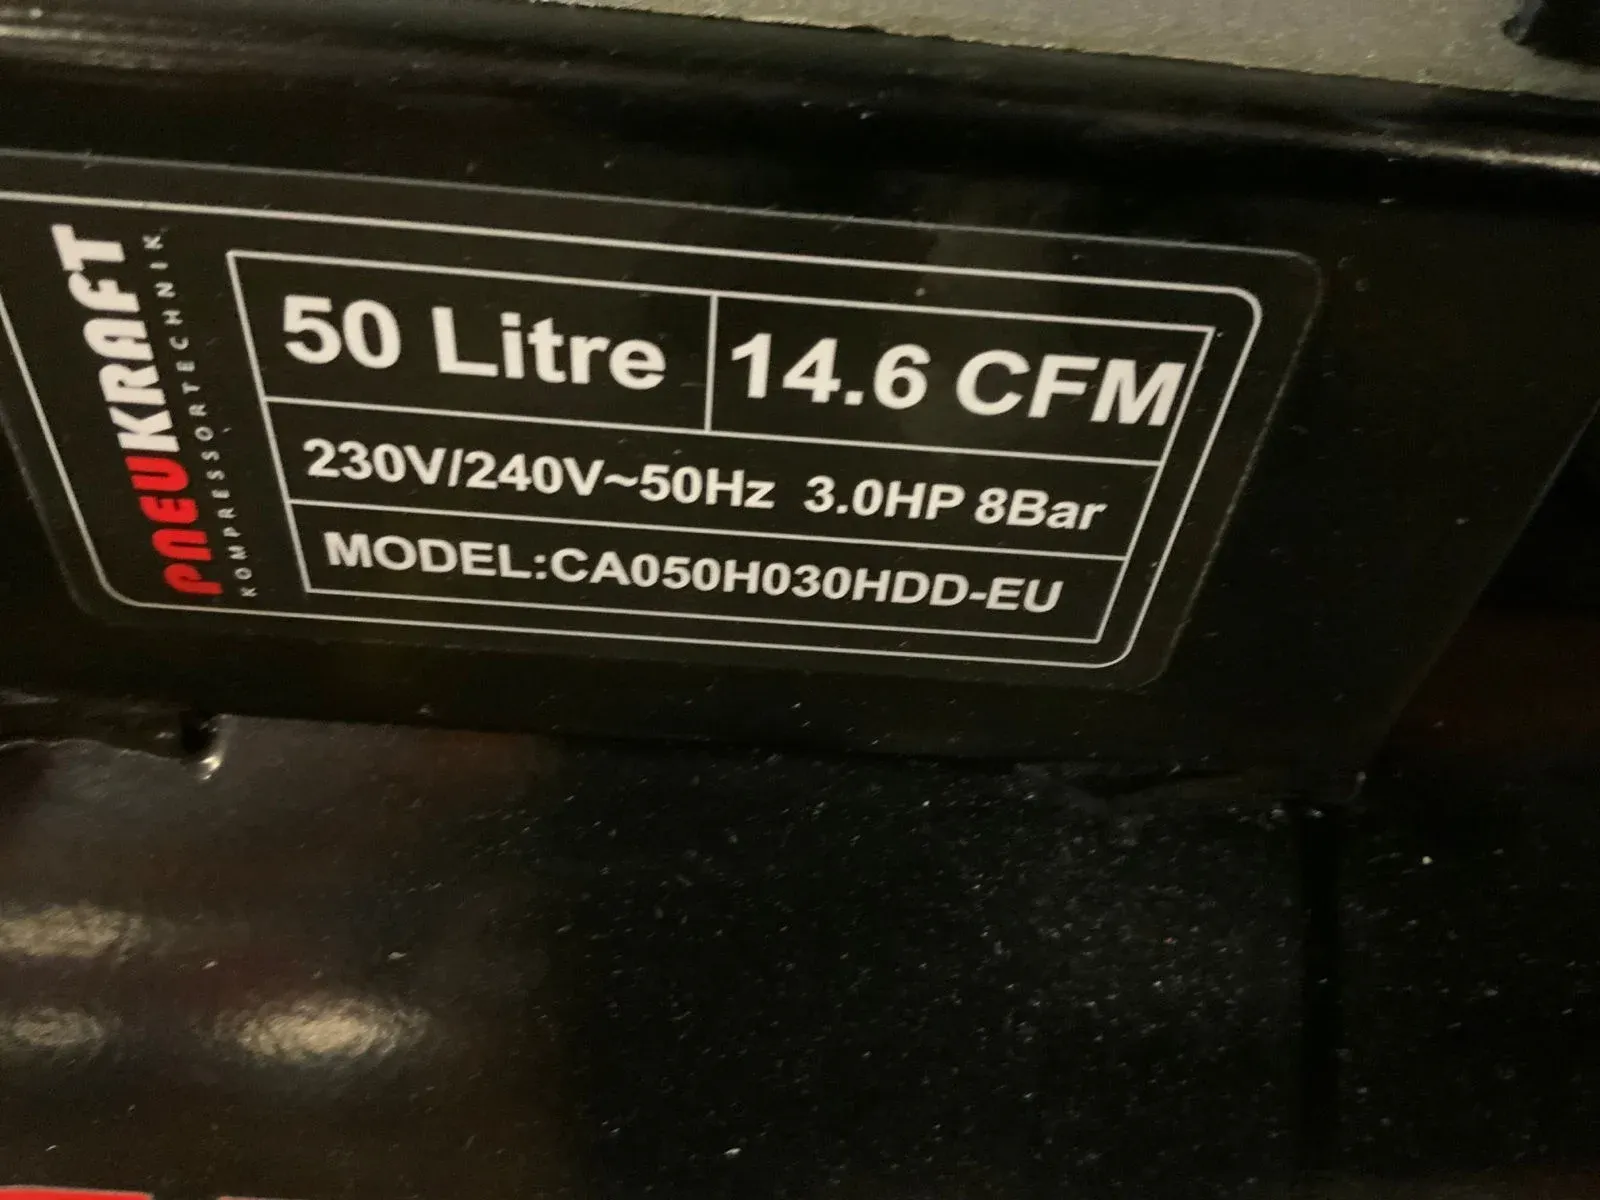 PNEUKRAFT
KOMPRESSORTECHNIK
50 Litre 14.6 CFM
230V/240V~50Hz 3.0HP 8Bar
MODEL:CA050H030HDD-EU